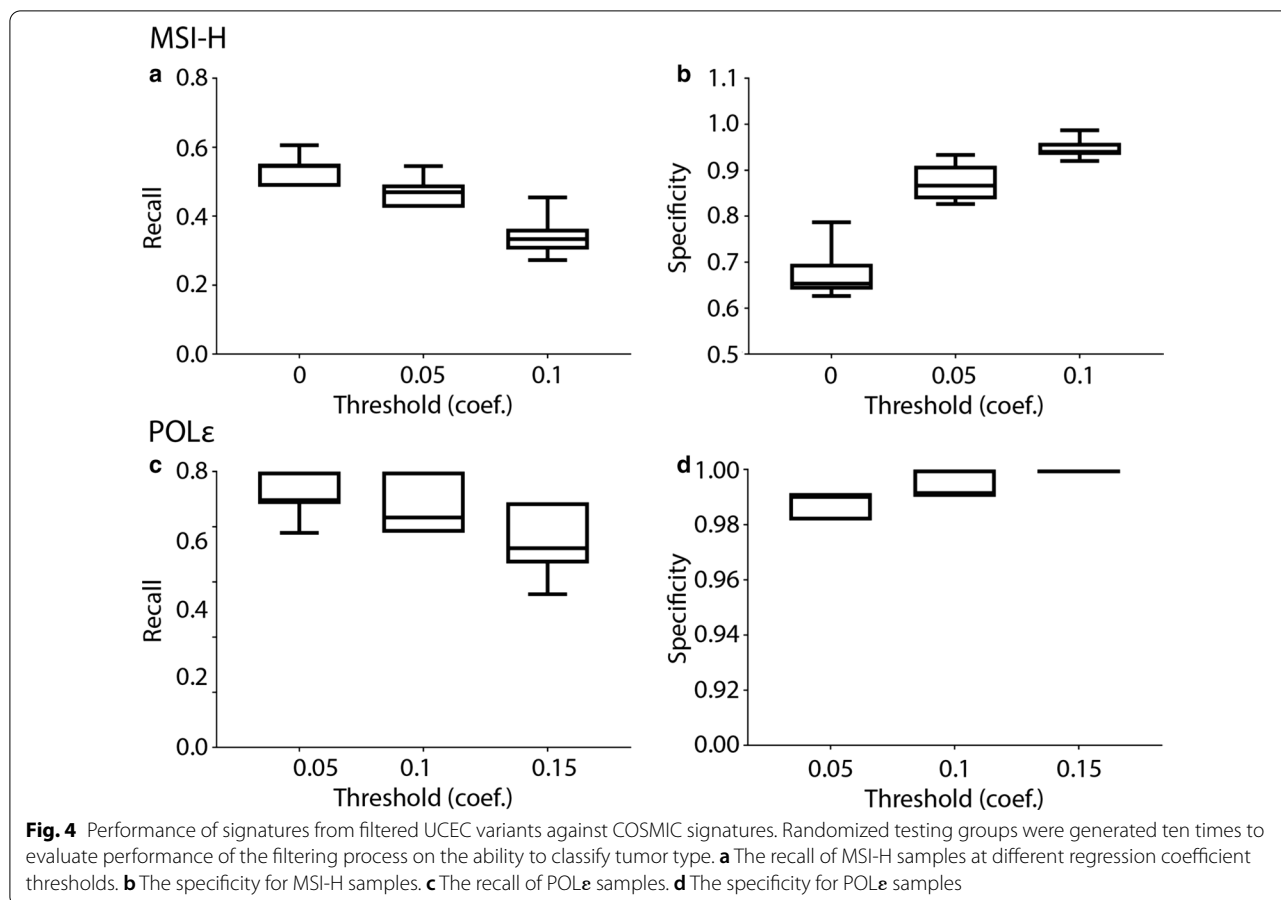 MSI-H
a
0.8
0.6
0.4
0.2
0.0
Recall
0
0.05
0.1
Threshold (coef.)
b
1.1
1.0
0.9
0.8
0.7
0.6
0.5
Specificity
0
0.05
0.1
Threshold (coef.)
POLε
c
0.8
0.6
0.4
0.2
0.0
Recall
0.05
0.1
0.15
Threshold (coef.)
d
1.00
0.98
0.96
0.94
0.92
0.00
Specificity
0.05
0.1
0.15
Threshold (coef.)
Fig. 4 Performance of signatures from filtered UCEC variants against COSMIC signatures. Randomized testing groups were generated ten times to
evaluate performance of the filtering process on the ability to classify tumor type. a The recall of MSI-H samples at different regression coefficient
thresholds. b The specificity for MSI-H samples. c The recall of POLε samples. d The specificity for POLε samples